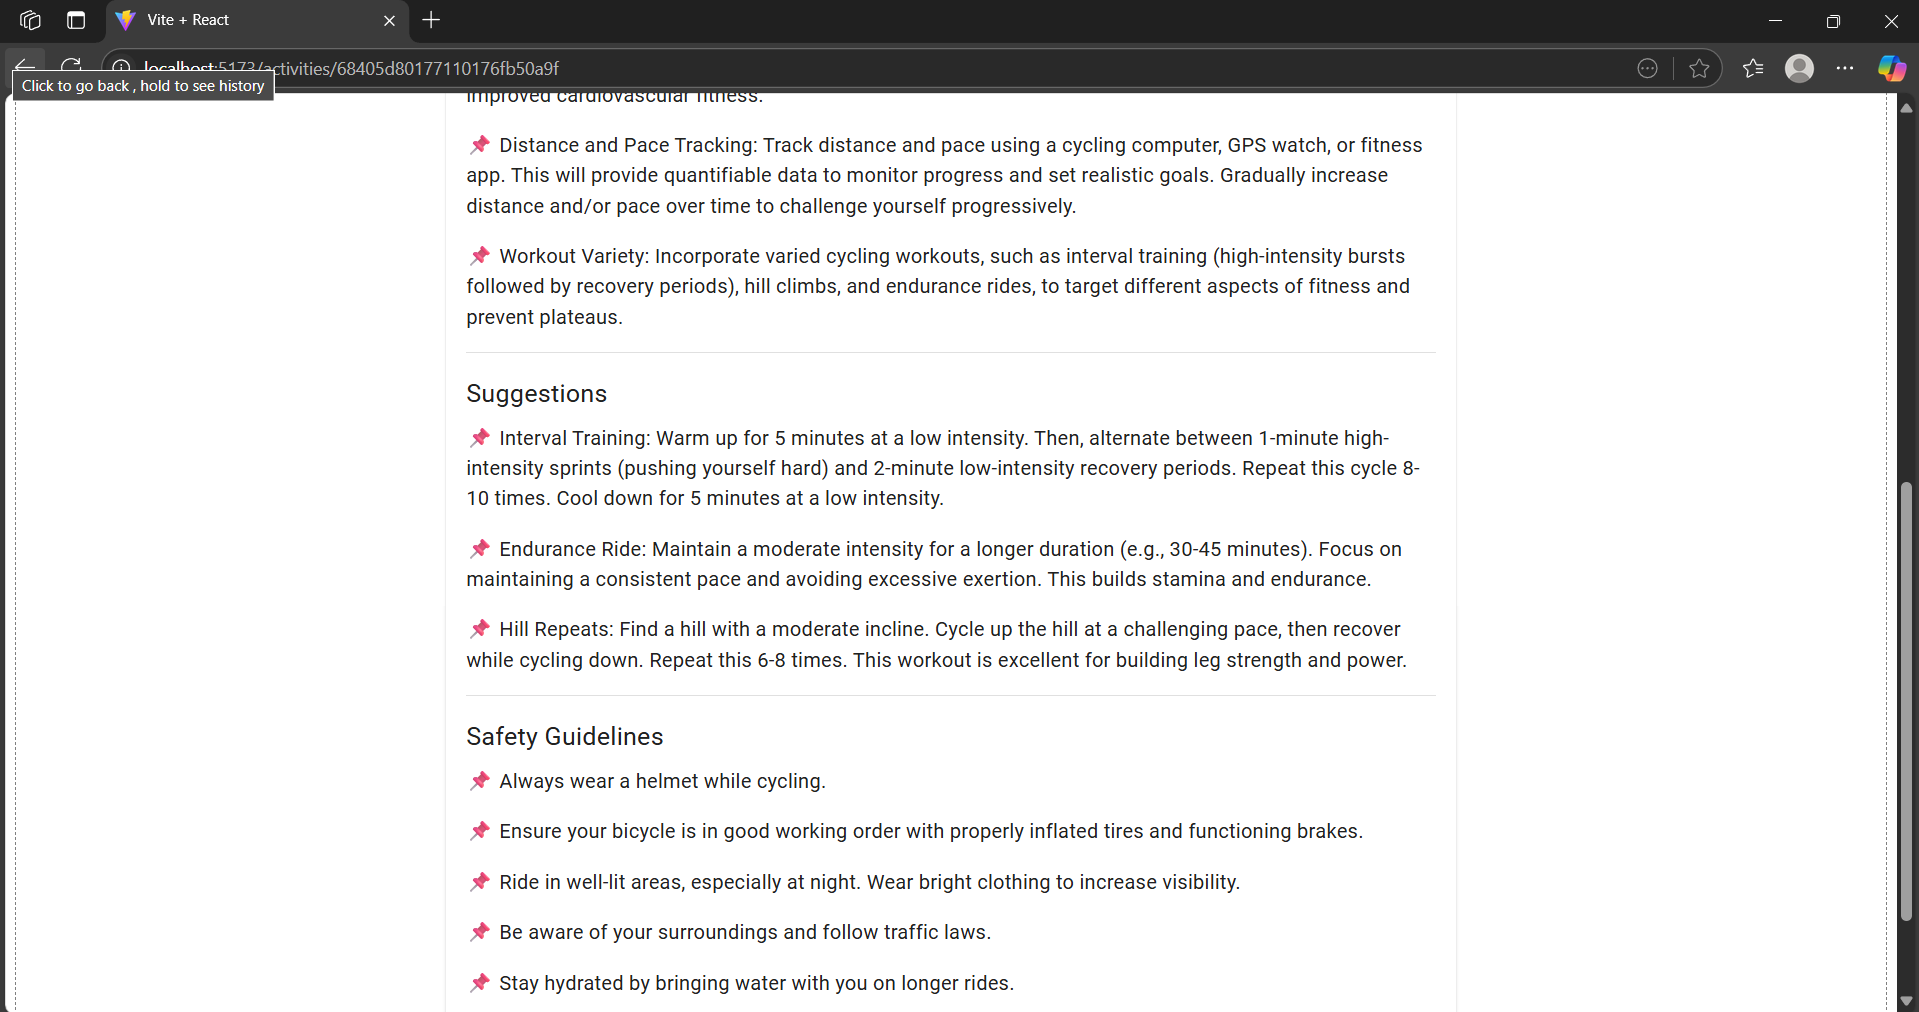 Vite + React
localhost:5173/activities/68405d80177110176fb50a9f
Click to go back, hold to see history
improved cardiovascular fitness.
📌 Distance and Pace Tracking: Track distance and pace using a cycling computer, GPS watch, or fitness
app. This will provide quantifiable data to monitor progress and set realistic goals. Gradually increase
distance and/or pace over time to challenge yourself progressively.
📌 Workout Variety: Incorporate varied cycling workouts, such as interval training (high-intensity bursts
followed by recovery periods), hill climbs, and endurance rides, to target different aspects of fitness and
prevent plateaus.
Suggestions
📌 Interval Training: Warm up for 5 minutes at a low intensity. Then, alternate between 1-minute high-
intensity sprints (pushing yourself hard) and 2-minute low-intensity recovery periods. Repeat this cycle 8-
10 times. Cool down for 5 minutes at a low intensity.
📌 Endurance Ride: Maintain a moderate intensity for a longer duration (e.g., 30-45 minutes). Focus on
maintaining a consistent pace and avoiding excessive exertion. This builds stamina and endurance.
📌 Hill Repeats: Find a hill with a moderate incline. Cycle up the hill at a challenging pace, then recover
while cycling down. Repeat this 6-8 times. This workout is excellent for building leg strength and power.
Safety Guidelines
📌 Always wear a helmet while cycling.
📌 Ensure your bicycle is in good working order with properly inflated tires and functioning brakes.
📌 Ride in well-lit areas, especially at night. Wear bright clothing to increase visibility.
📌 Be aware of your surroundings and follow traffic laws.
📌 Stay hydrated by bringing water with you on longer rides.